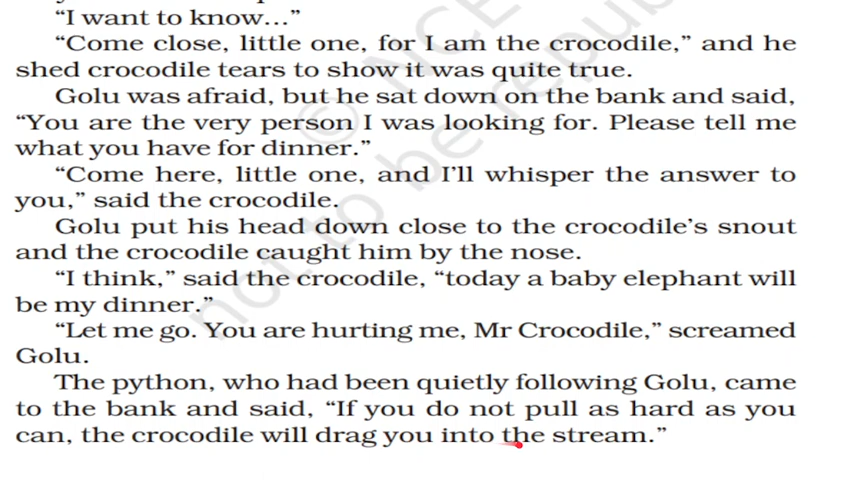 “I want to know...”
“Come close, little one, for I am the crocodile,” and he
shed crocodile tears to show it was quite true.
Golu was afraid, but he sat down on the bank and said,
“You are the very person I was looking for. Please tell me
what you have for dinner.”
“Come here, little one, and I’ll whisper the answer to
you,” said the crocodile.
Golu put his head down close to the crocodile’s snout
and the crocodile caught him by the nose.
“I think,” said the crocodile, “today a baby elephant will
be my dinner.”
“Let me go. You are hurting me, Mr Crocodile,” screamed
Golu.
The python, who had been quietly following Golu, came
to the bank and said, “If you do not pull as hard as you
can, the crocodile will drag you into the stream.”
© NCE
not to be republ